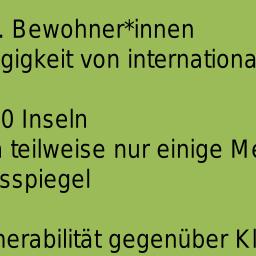 . Bewohner*innen
gigkeit von internationa
0 Inseln
teilweise nur einige Me
sspiegel
nerabilität gegenüber Kl